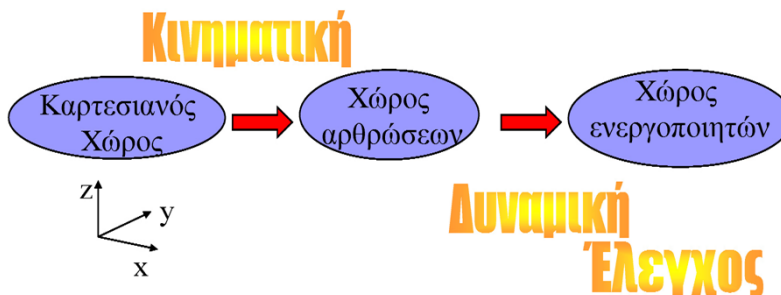 Κινηματική
Καρτεσιανός
Χώρος
Χώρος
αρθρώσεων
Χώρος
ενεργοποιητών
z
y
x
Δυναμική
Έλεγχος